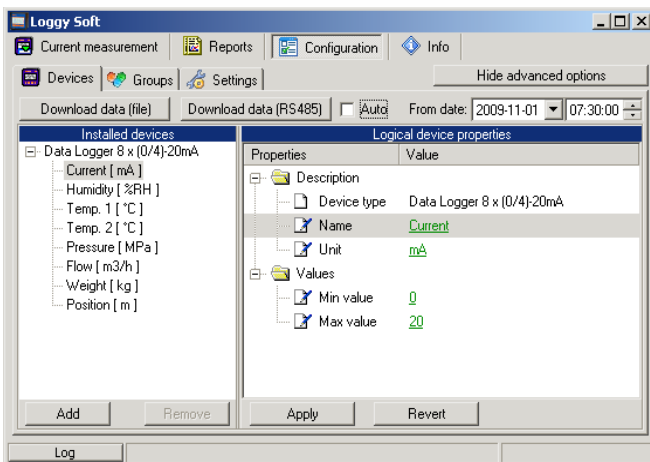 Loggy Soft
Current measurement Reports Configuration Info
Devices Groups Settings Hide advanced options
Download data (file) Download data (RS485) Auto From date: 2009-11-01 07:30:00
Installed devices Logical device properties
Data Logger 8 x (0/4)-20mA Properties Value
Current [ mA ] Description
Humidity [ %RH ] Device type Data Logger 8 x (0/4)-20mA
Temp. 1 [ °C ] Name Current
Temp. 2 [ °C ] Unit mA
Pressure [ MPa ] Values
Flow [ m3/h ] Min value 0
Weight [ kg ] Max value 20
Position [ m ]
Add Remove Apply Revert
Log